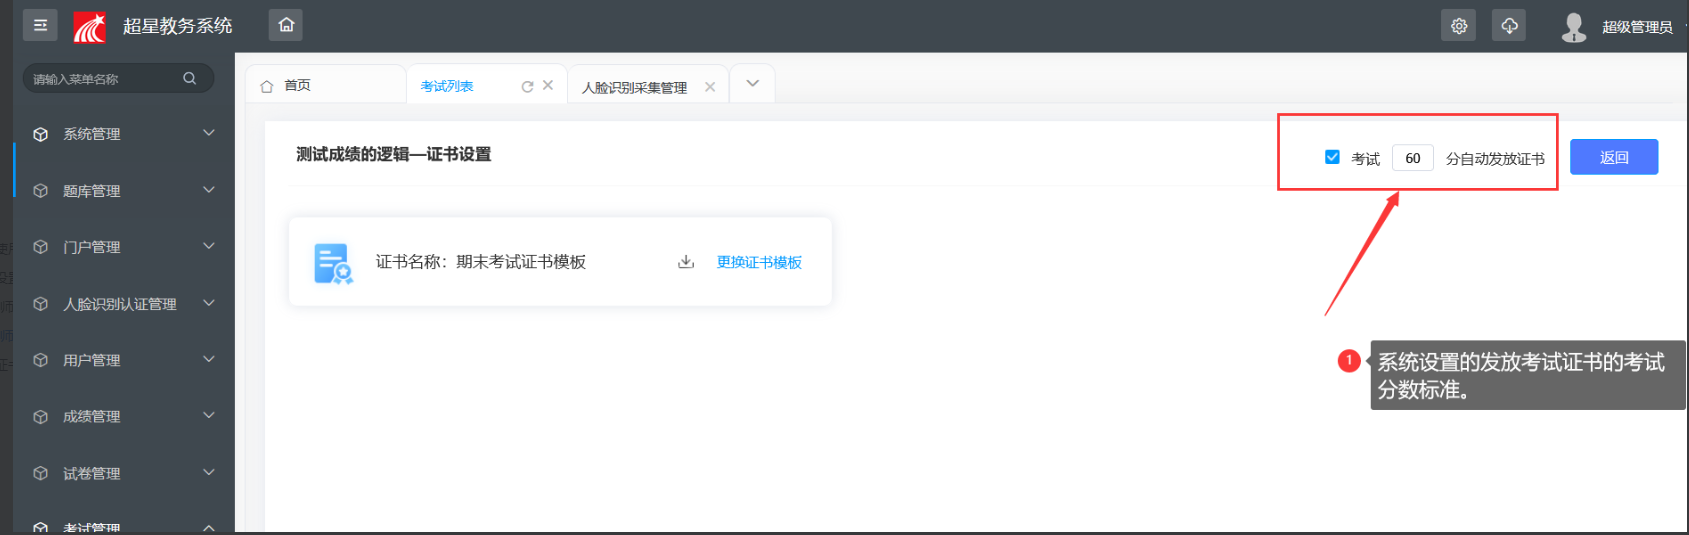 超星教务系统
超级管理员
请输入菜单名称
首页
考试列表
人脸识别采集管理
系统管理
题库管理
门户管理
人脸识别认证管理
用户管理
成绩管理
试卷管理
考试管理
测试成绩的逻辑—证书设置
考试 60 分自动发放证书
返回
证书名称：期末考试证书模板
更换证书模板
1
系统设置的发放考试证书的考试
分数标准。